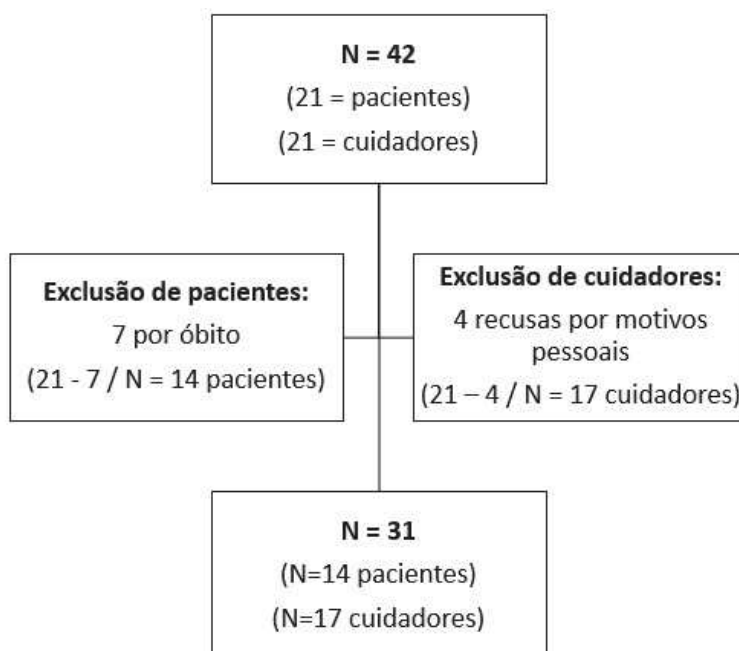 N = 42
(21 = pacientes)
(21 = cuidadores)
Exclusão de pacientes:
7 por óbito
(21 - 7 / N = 14 pacientes)
Exclusão de cuidadores:
4 recusas por motivos
pessoais
(21 – 4 / N = 17 cuidadores)
N = 31
(N=14 pacientes)
(N=17 cuidadores)